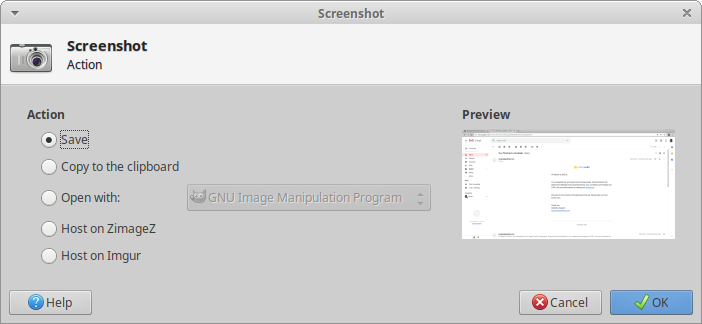 Screenshot
Screenshot
Action
Action
Save
Copy to the clipboard
Open with:
GNU Image Manipulation Program
Host on ZimageZ
Host on Imgur
Preview
Help
Cancel
OK